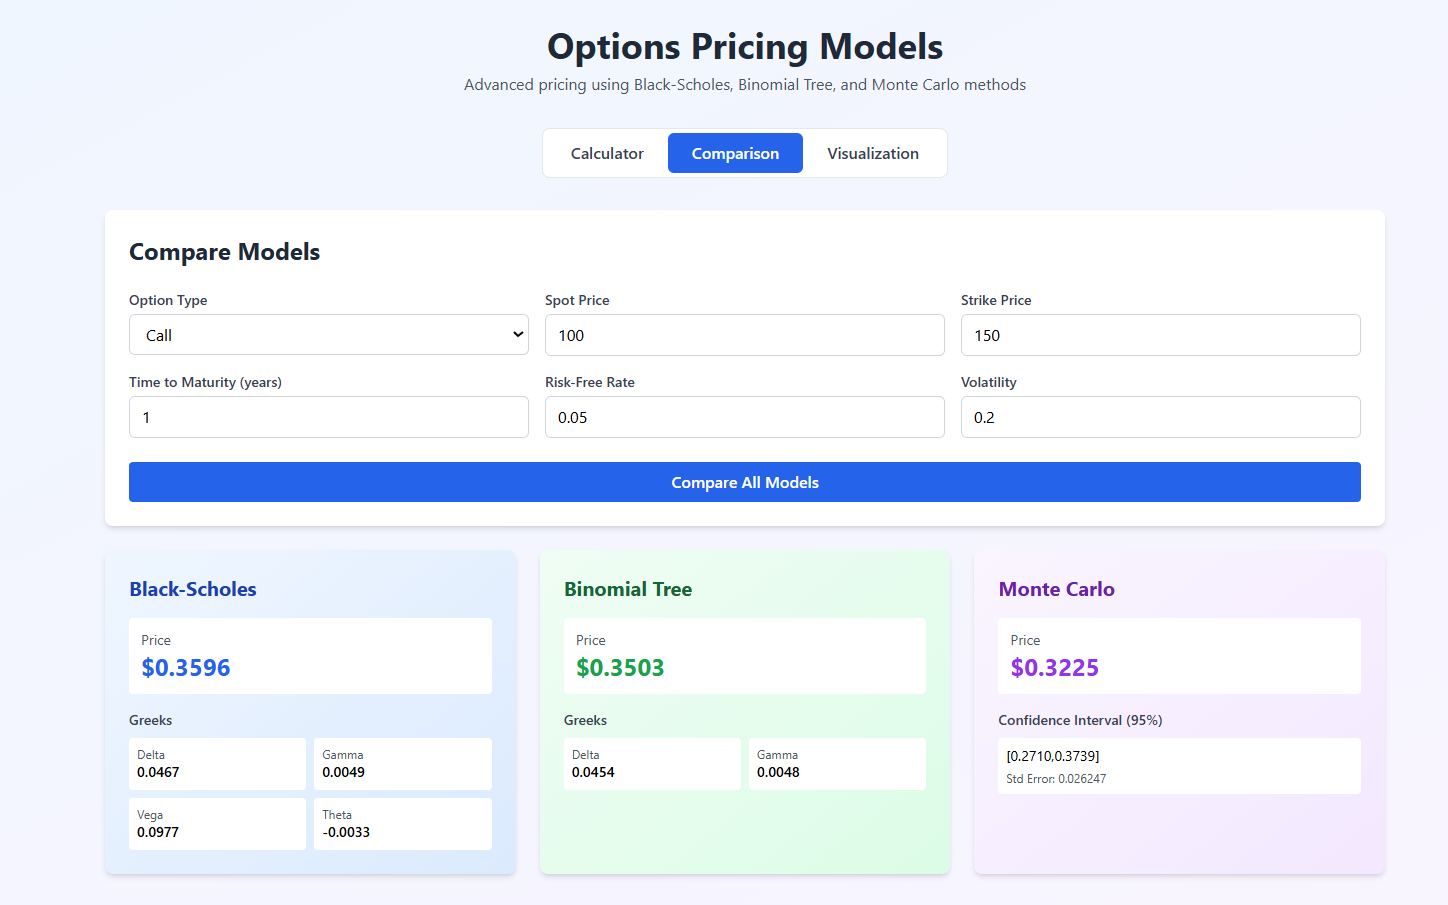 Options Pricing Models
Advanced pricing using Black-Scholes, Binomial Tree, and Monte Carlo methods
Calculator Comparison Visualization
Compare Models
Option Type Spot Price Strike Price
Call 100 150
Time to Maturity (years) Risk-Free Rate Volatility
1 0.05 0.2
Compare All Models
Black-Scholes
Price
$0.3596
Greeks
Delta Gamma
0.0467 0.0049
Vega Theta
0.0977 -0.0033
Binomial Tree
Price
$0.3503
Greeks
Delta Gamma
0.0454 0.0048
Monte Carlo
Price
$0.3225
Confidence Interval (95%)
[0.2710,0.3739]
Std Error: 0.026247